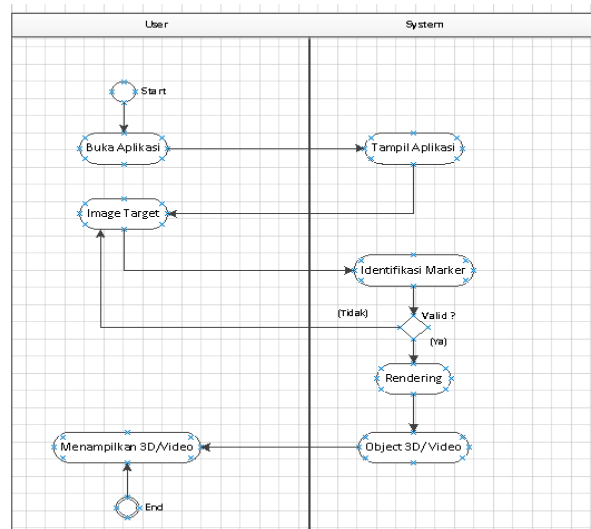 User
System
Start
Buka Aplikasi
Tampil Aplikasi
Image Target
Identifikasi Marker
(Tidak)
Valid ?
(Ya)
Rendering
Menampilkan 3D/Video
Object 3D/Video
End